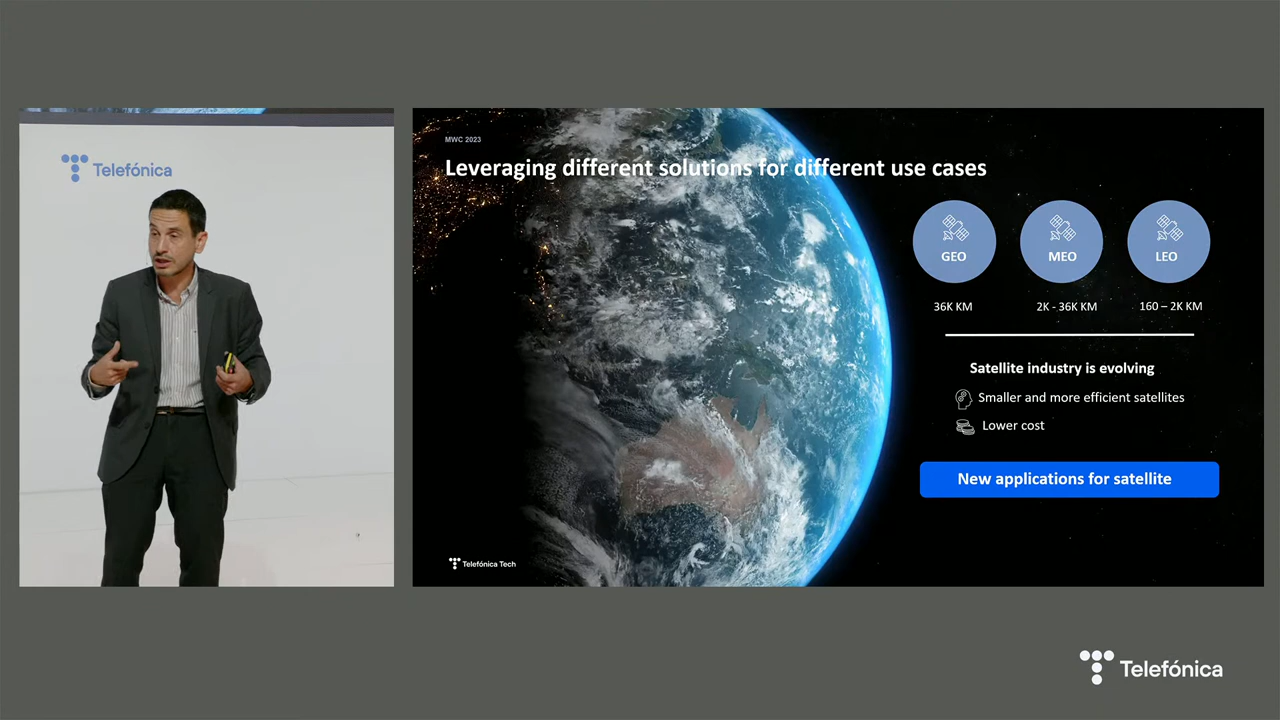 Telefónica
MWC 2023
Leveraging different solutions for different use cases
GEO
MEO
LEO
36K KM
2K - 36K KM
160 – 2K KM
Satellite industry is evolving
Smaller and more efficient satellites
Lower cost
New applications for satellite
Telefónica Tech
Telefónica